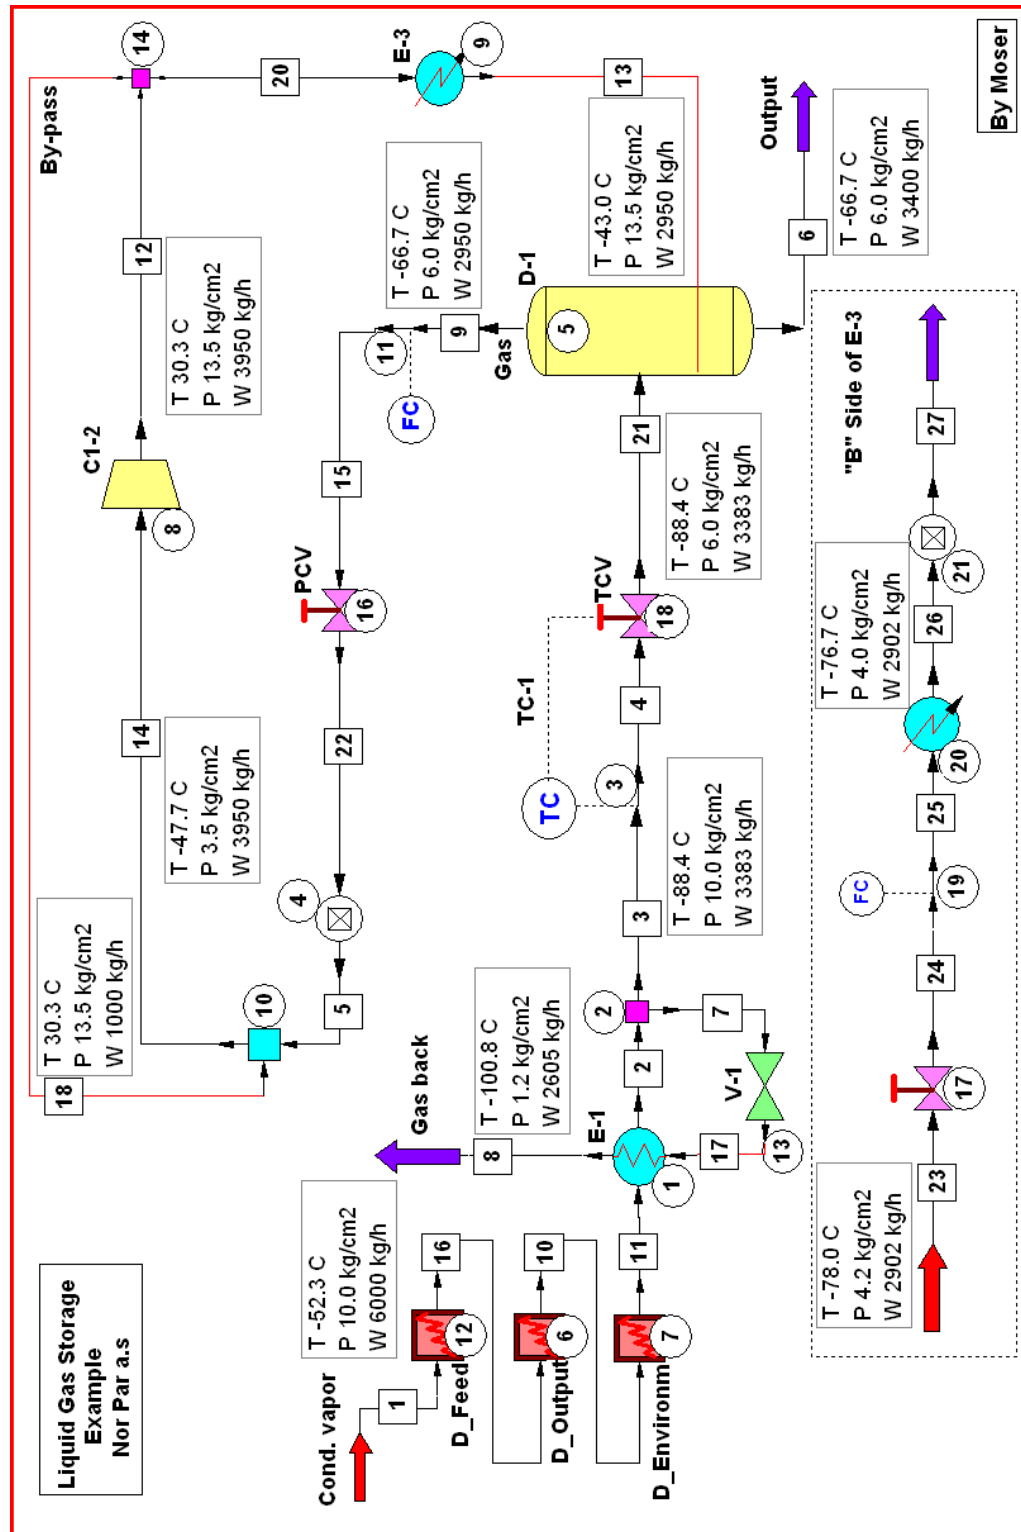 Liquid Gas Storage
Example
Nor Par a.s
T 30.3 C
P 13.5 kg/cm2
W 1000 kg/h
18
By-pass
14
10
14
T -47.7 C
P 3.5 kg/cm2
W 3950 kg/h
C1-2
8
12
T 30.3 C
P 13.5 kg/cm2
W 3950 kg/h
20
E-3
9
13
T -43.0 C
P 13.5 kg/cm2
W 2950 kg/h
5
4
22
PCV
16
15
11
FC
9
Gas
T -66.7 C
P 6.0 kg/cm2
W 2950 kg/h
D-1
5
Gas back
8
T -52.3 C
P 10.0 kg/cm2
W 6000 kg/h
Cond. vapor
1
D_Feed
12
16
D_Output
6
10
D_Environm
7
11
E-1
1
T -100.8 C
P 1.2 kg/cm2
W 2605 kg/h
2
2
17
13
V-1
7
3
T -88.4 C
P 10.0 kg/cm2
W 3383 kg/h
TC
TC-1
3
4
TCV
18
T -88.4 C
P 6.0 kg/cm2
W 3383 kg/h
21
6
Output
T -66.7 C
P 6.0 kg/cm2
W 3400 kg/h
"B" Side of E-3
T -78.0 C
P 4.2 kg/cm2
W 2902 kg/h
23
17
24
FC
19
25
20
T -76.7 C
P 4.0 kg/cm2
W 2902 kg/h
26
21
27
By Moser